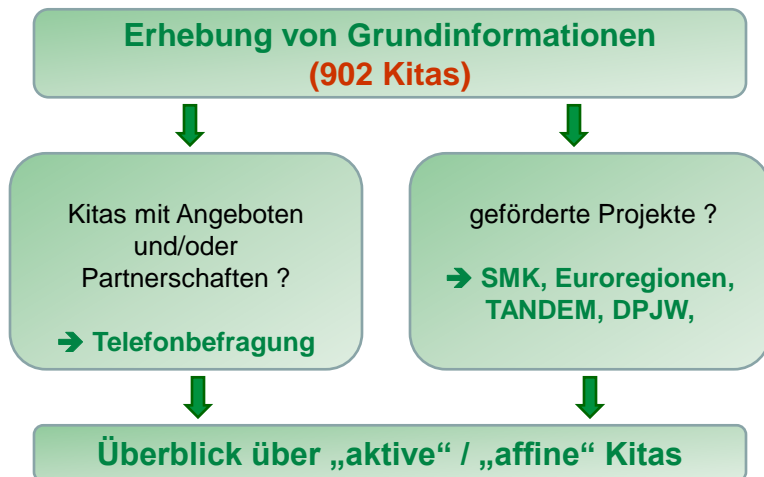 Erhebung von Grundinformationen
(902 Kitas)
Kitas mit Angeboten
und/oder
Partnerschaften ?
➔ Telefonbefragung
geförderte Projekte ?
➔ SMK, Euroregionen,
TANDEM, DPJW,
Überblick über „aktive“ / „affine“ Kitas